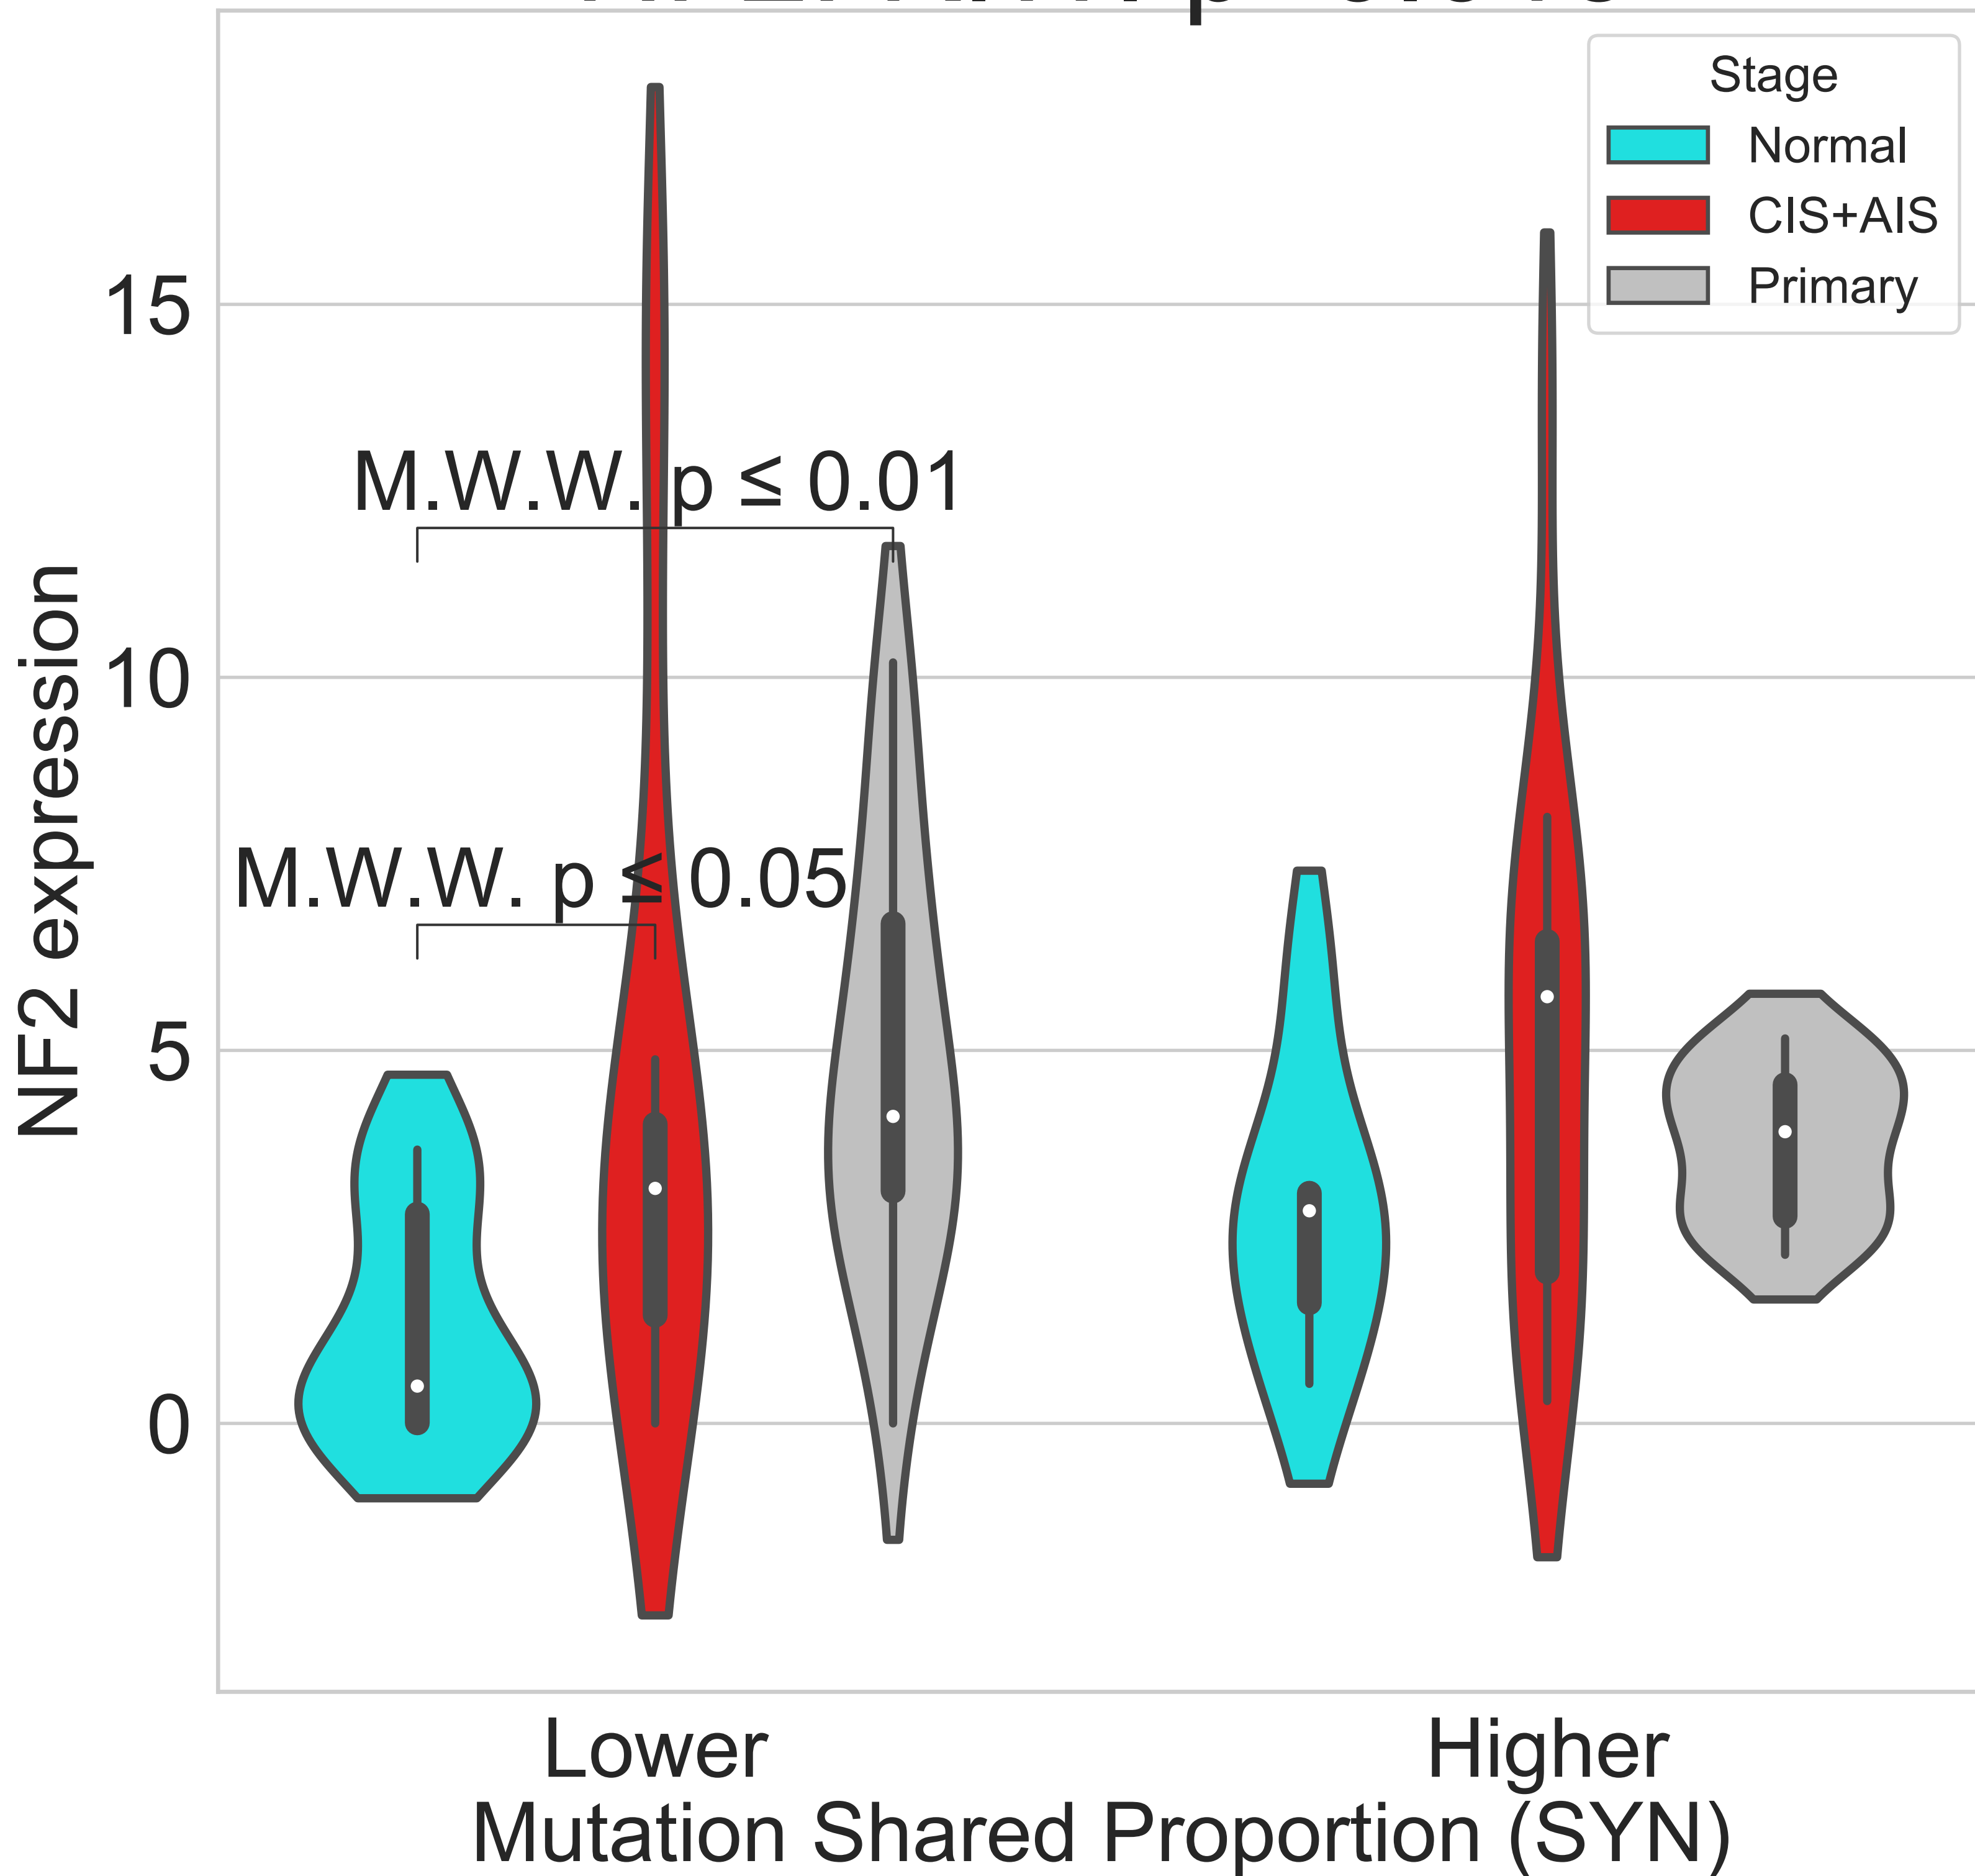 Stage
Normal
CIS+AIS
Primary
15
10
5
0
NF2 expression
M.W.W. p ≤ 0.01
M.W.W. p ≤ 0.05
Lower
Higher
Mutation Shared Proportion (SYN)